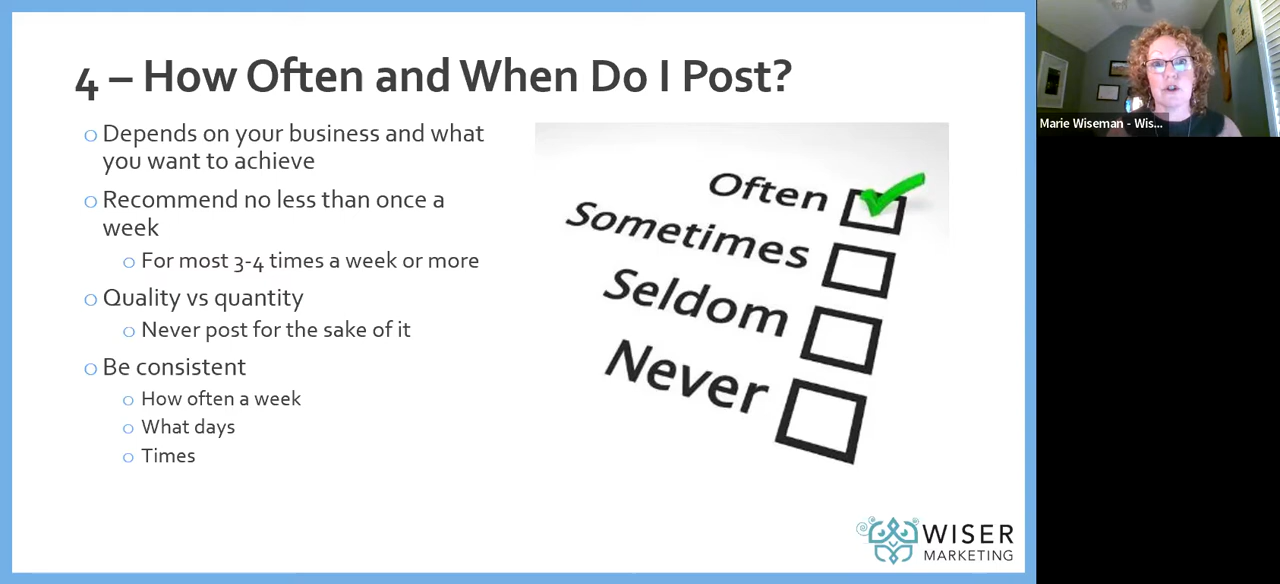 4 – How Often and When Do I Post?
Depends on your business and what
you want to achieve
Recommend no less than once a
week
For most 3-4 times a week or more
Quality vs quantity
Never post for the sake of it
Be consistent
How often a week
What days
Times
Often
Sometimes
Seldom
Never
WISER
MARKETING
Marie Wiseman - Wis...